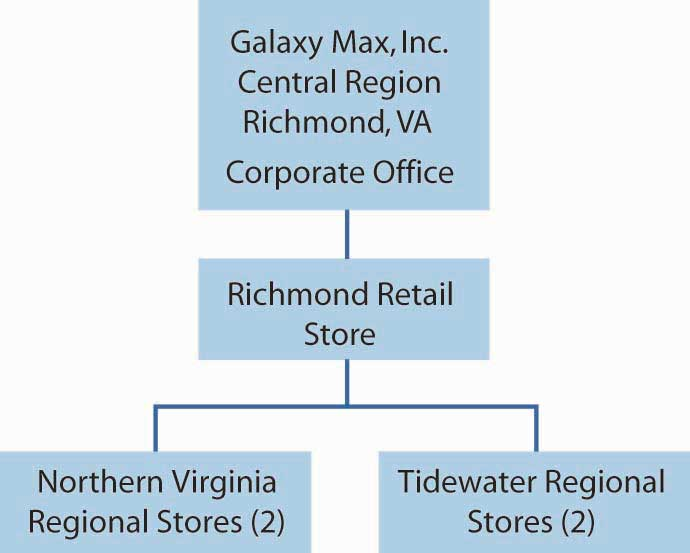 Galaxy Max, Inc.
Central Region
Richmond, VA
Corporate Office
Richmond Retail
Store
Northern Virginia
Regional Stores (2)
Tidewater Regional
Stores (2)